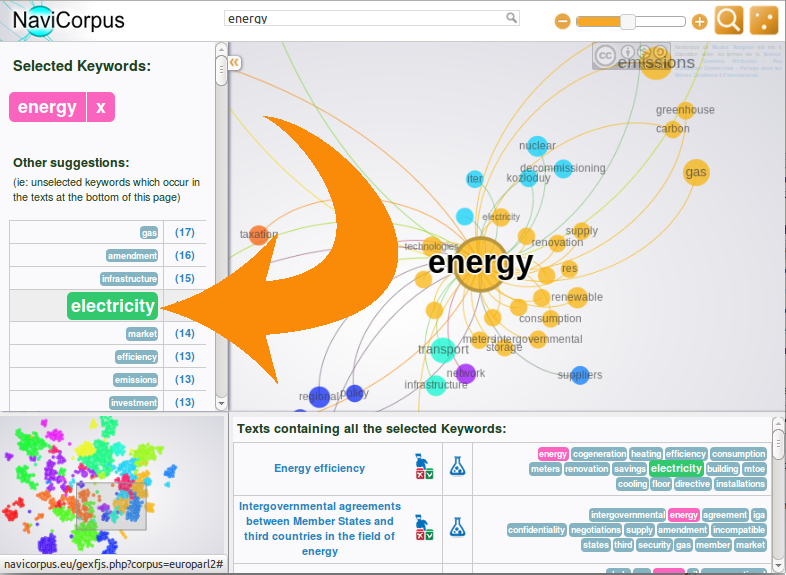 NaviCorpus
energy
Selected Keywords:
energy x
Other suggestions:
(ie: unselected keywords which occur in
the texts at the bottom of this page)
gas (17)
amendment (16)
infrastructure (15)
electricity
market (14)
efficiency (13)
emissions (13)
investment (13)
emissions
greenhouse
carbon
nuclear
decommissioning
iter
kozloduy
gas
electricity
supply
taxation
technologies
renovation
energy
res
renewable
consumption
meters
intergovernmental
storage
transport
network
suppliers
infrastructure
regional
policy
Texts containing all the selected Keywords:
Energy efficiency
energy cogeneration heating efficiency consumption
meters renovation savings electricity building mtoe
cooling floor directive installations
Intergovernmental agreements
between Member States and
third countries in the field of
energy
intergovernmental energy agreement iga
confidentiality negotiations supply amendment incompatible
states third security gas member market
navicorpus.eu/gexfjs.php?corpus=europarl2#